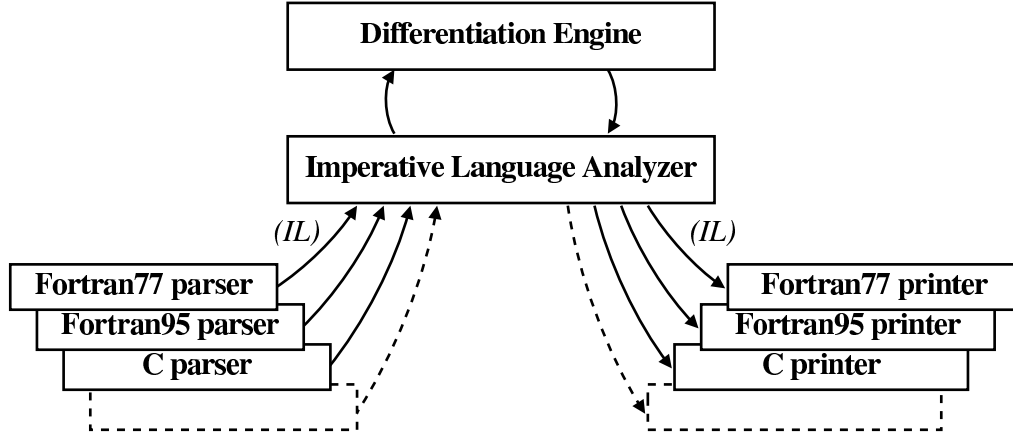 Differentiation Engine
Imperative Language Analyzer
(IL)
(IL)
Fortran77 parser
Fortran77 printer
Fortran95 parser
Fortran95 printer
C parser
C printer